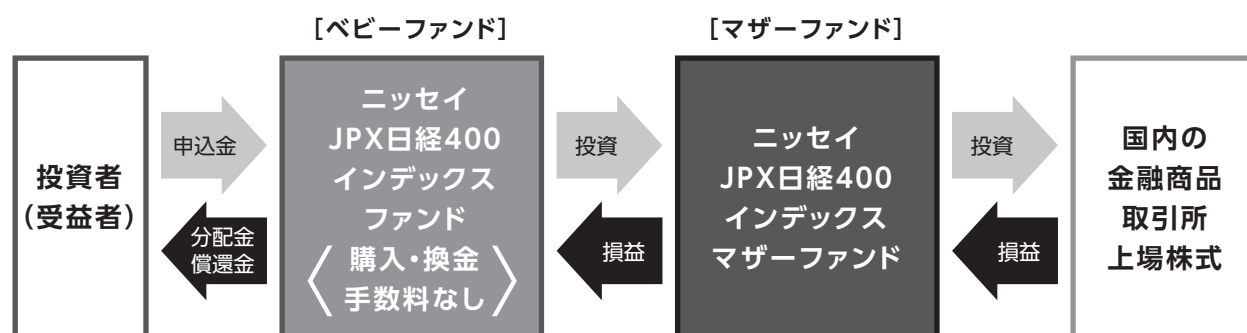 [ベビーファンド]
[マザーファンド]
投資者
(受益者)
申込金
分配金
償還金
ニッセイ
JPX日経400
インデックス
ファンド
〈購入・換金
手数料なし〉
投資
損益
ニッセイ
JPX日経400
インデックス
マザーファンド
投資
損益
国内の
金融商品
取引所
上場株式